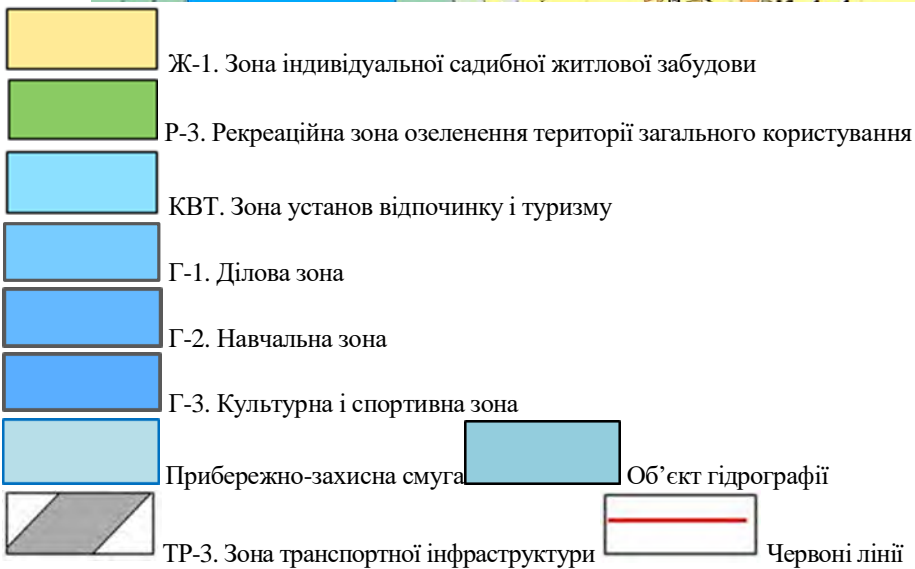 Ж-1. Зона індивідуальної садибної житлової забудови
Р-3. Рекреаційна зона озеленення території загального користування
КВТ. Зона установ відпочинку і туризму
Г-1. Ділова зона
Г-2. Навчальна зона
Г-3. Культурна і спортивна зона
Прибережно-захисна смуга Об’єкт гідрографії
ТР-3. Зона транспортної інфраструктури Червоні лінії